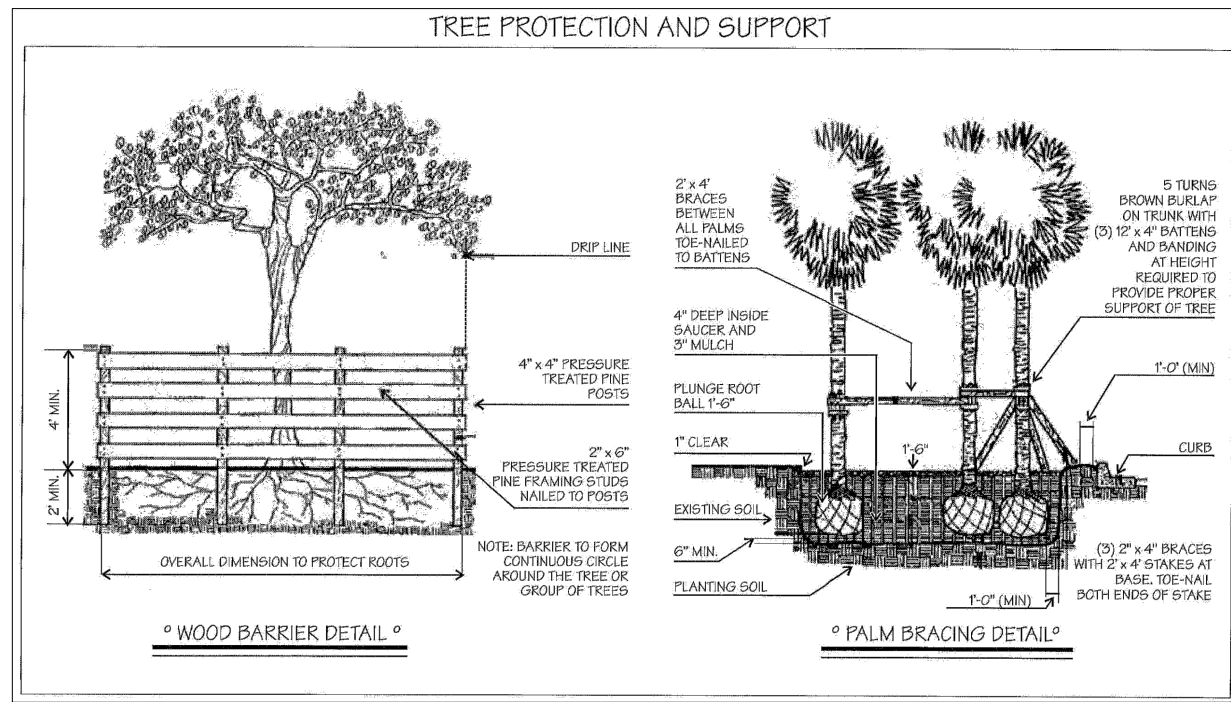 TREE PROTECTION AND SUPPORT
DRIP LINE
4" x 4" PRESSURE
TREATED PINE
POSTS
2" x 6"
PRESSURE TREATED
PINE FRAMING STUDS
NAILED TO POSTS
4' MIN.
2' MIN.
OVERALL DIMENSION TO PROTECT ROOTS
NOTE: BARRIER TO FORM
CONTINUOUS CIRCLE
AROUND THE TREE OR
GROUP OF TREES
° WOOD BARRIER DETAIL °
2' x 4'
BRACES
BETWEEN
ALL PALMS
TOE-NAILED
TO BATTENS
4" DEEP INSIDE
SAUCER AND
3" MULCH
PLUNGE ROOT
BALL 1'-6"
1" CLEAR
EXISTING SOIL
6" MIN.
PLANTING SOIL
1'-6"
5 TURNS
BROWN BURLAP
ON TRUNK WITH
(3) 12' x 4" BATTENS
AND BANDING
AT HEIGHT
REQUIRED TO
PROVIDE PROPER
SUPPORT OF TREE
1'-0" (MIN)
CURB
(3) 2" x 4" BRACES
WITH 2' x 4' STAKES AT
BASE. TOE-NAIL
BOTH ENDS OF STAKE
1'-0" (MIN)
° PALM BRACING DETAIL°